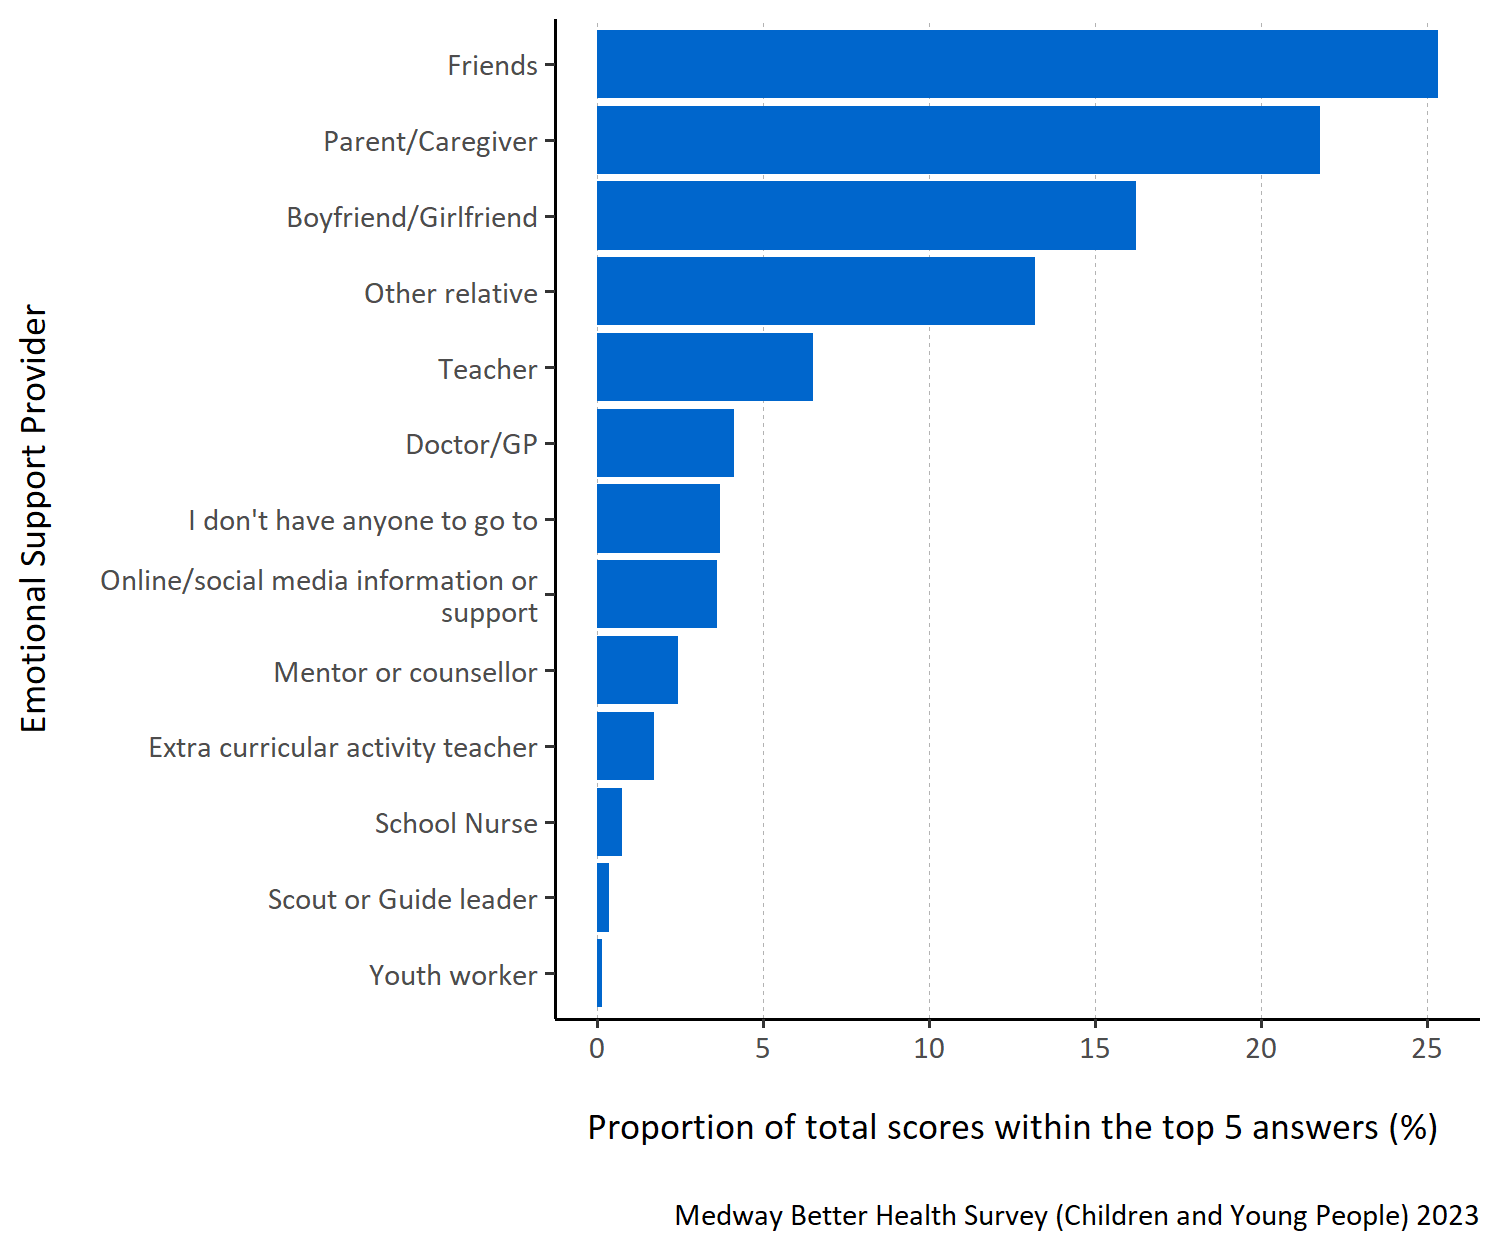 Friends
Parent/Caregiver
Boyfriend/Girlfriend
Other relative
Teacher
Doctor/GP
I don't have anyone to go to
Online/social media information or
support
Mentor or counsellor
Extra curricular activity teacher
School Nurse
Scout or Guide leader
Youth worker
Emotional Support Provider
0 5 10 15 20 25
Proportion of total scores within the top 5 answers (%)
Medway Better Health Survey (Children and Young People) 2023